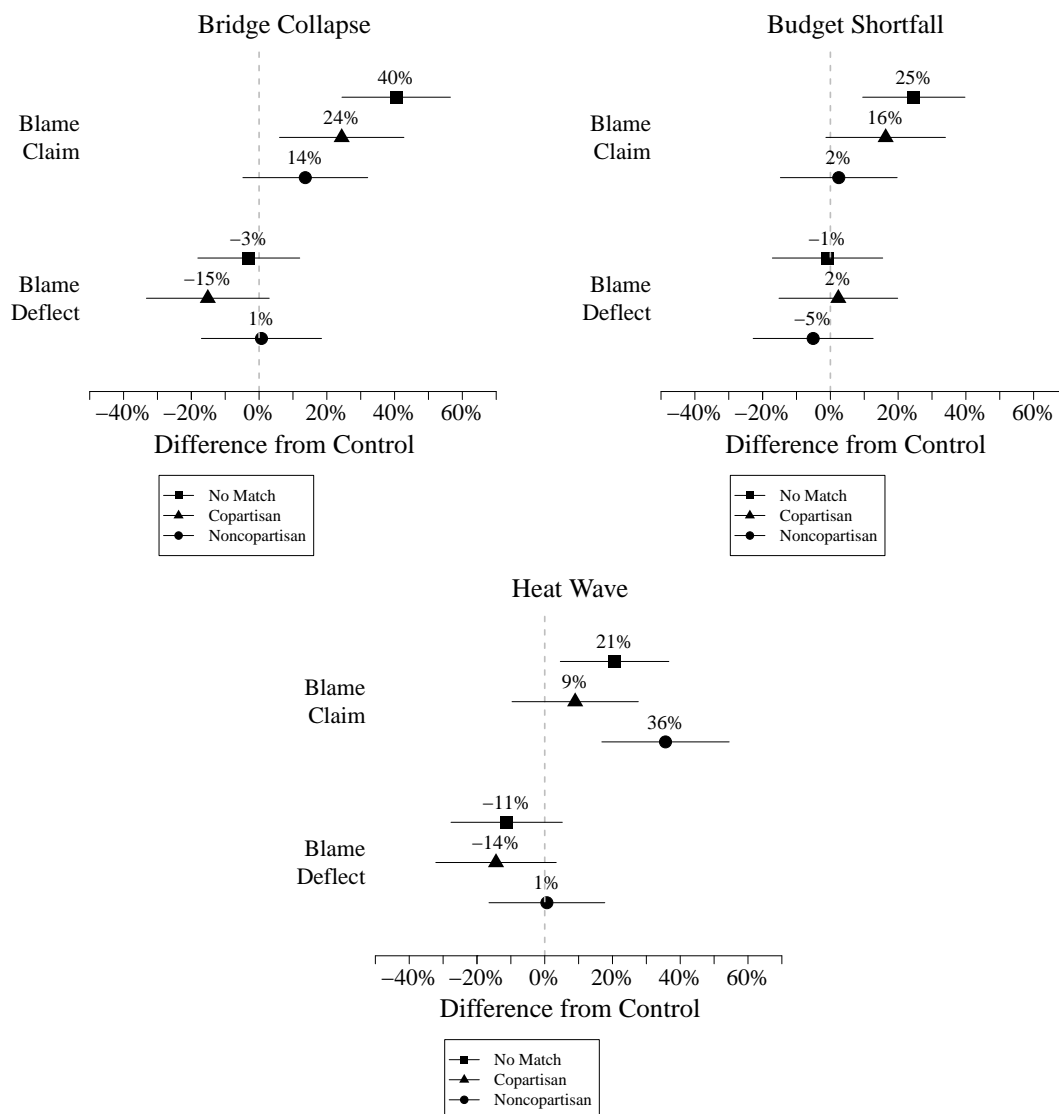 Bridge Collapse
40%
24%
14%
Blame
Claim
−3%
−15%
1%
Blame
Deflect
−40% −20% 0% 20% 40% 60%
Difference from Control
No Match
Copartisan
Noncopartisan
Budget Shortfall
25%
16%
2%
Blame
Claim
−1%
2%
−5%
Blame
Deflect
−40% −20% 0% 20% 40% 60%
Difference from Control
No Match
Copartisan
Noncopartisan
Heat Wave
21%
9%
36%
Blame
Claim
−11%
−14%
1%
Blame
Deflect
−40% −20% 0% 20% 40% 60%
Difference from Control
No Match
Copartisan
Noncopartisan